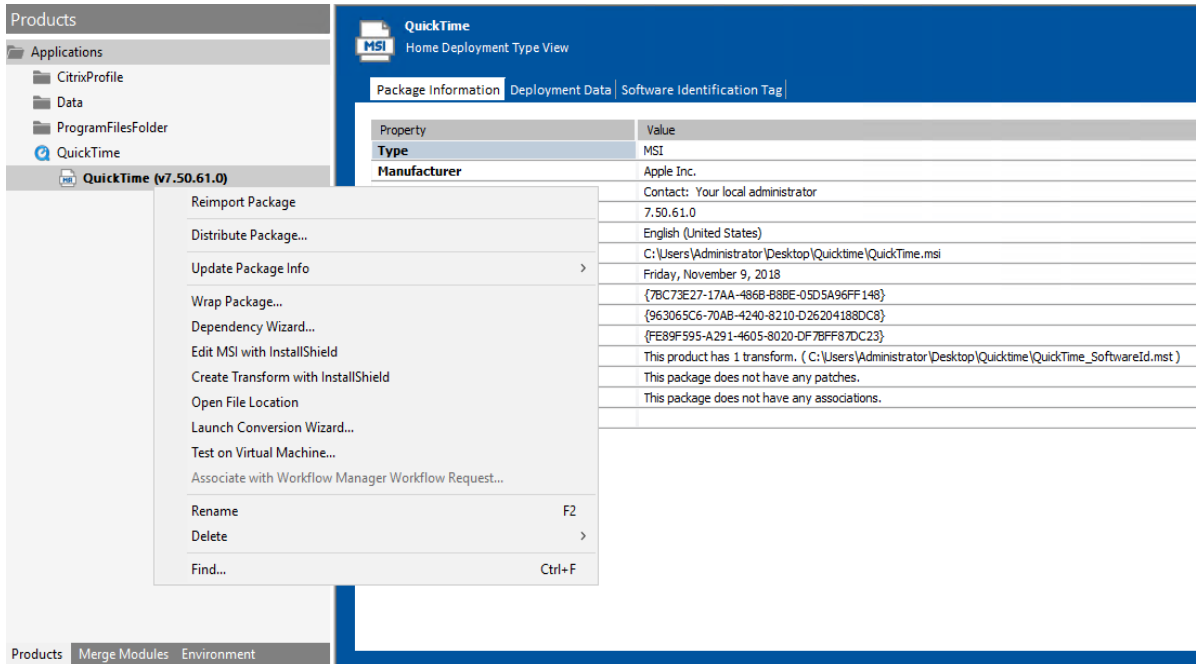 Products
Applications
CitrixProfile
Data
ProgramFilesFolder
QuickTime
QuickTime (v7.50.61.0)
Reimport Package
Distribute Package...
Update Package Info
Wrap Package...
Dependency Wizard...
Edit MSI with InstallShield
Create Transform with InstallShield
Open File Location
Launch Conversion Wizard...
Test on Virtual Machine...
Associate with Workflow Manager Workflow Request...
Rename F2
Delete
Find... Ctrl+F
Products Merge Modules Environment
MSI
QuickTime
Home Deployment Type View
Package Information Deployment Data Software Identification Tag
Property Value
Type MSI
Manufacturer Apple Inc.
Contact: Your local administrator
7.50.61.0
English (United States)
C:\Users\Administrator\Desktop\Quicktime\QuickTime.msi
Friday, November 9, 2018
{7BC73E27-17AA-486B-B8BE-05D5A96FF148}
{963065C6-70AB-4240-8210-D26204188DC8}
{FE89F595-A291-4605-8020-DF7BFF87DC23}
This product has 1 transform. ( C:\Users\Administrator\Desktop\Quicktime\QuickTime_SoftwareId.mst )
This package does not have any patches.
This package does not have any associations.